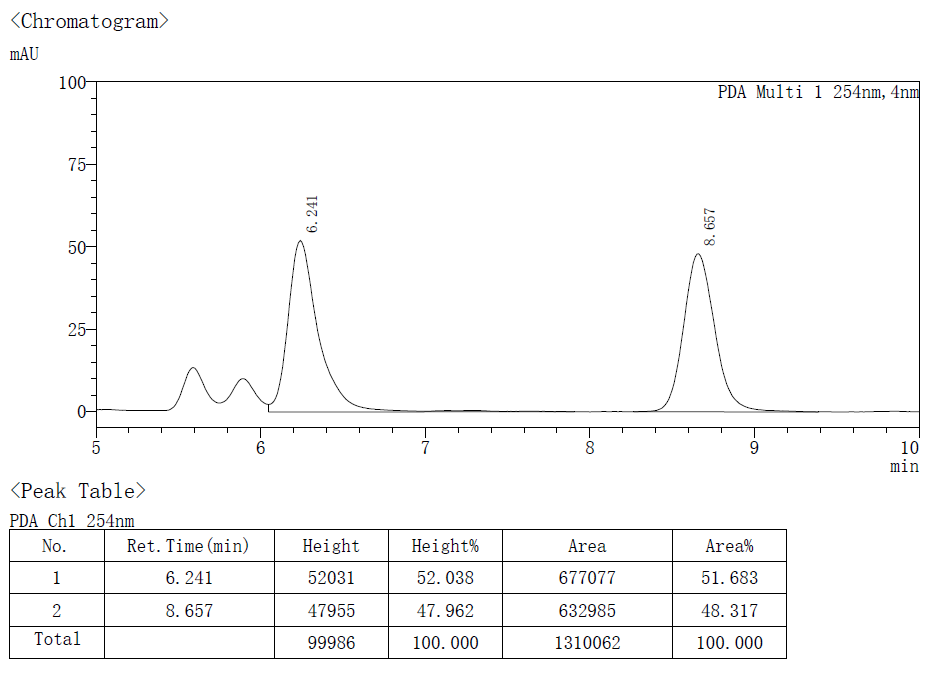 <Chromatogram>
mAU
100
PDA Multi 1 254nm,4nm
75
6.241
8.657
50
25
0
5 6 7 8 9 10
min
<Peak Table>
PDA Ch1 254nm
No. Ret.Time(min) Height Height% Area Area%
1 6.241 52031 52.038 677077 51.683
2 8.657 47955 47.962 632985 48.317
Total 99986 100.000 1310062 100.000